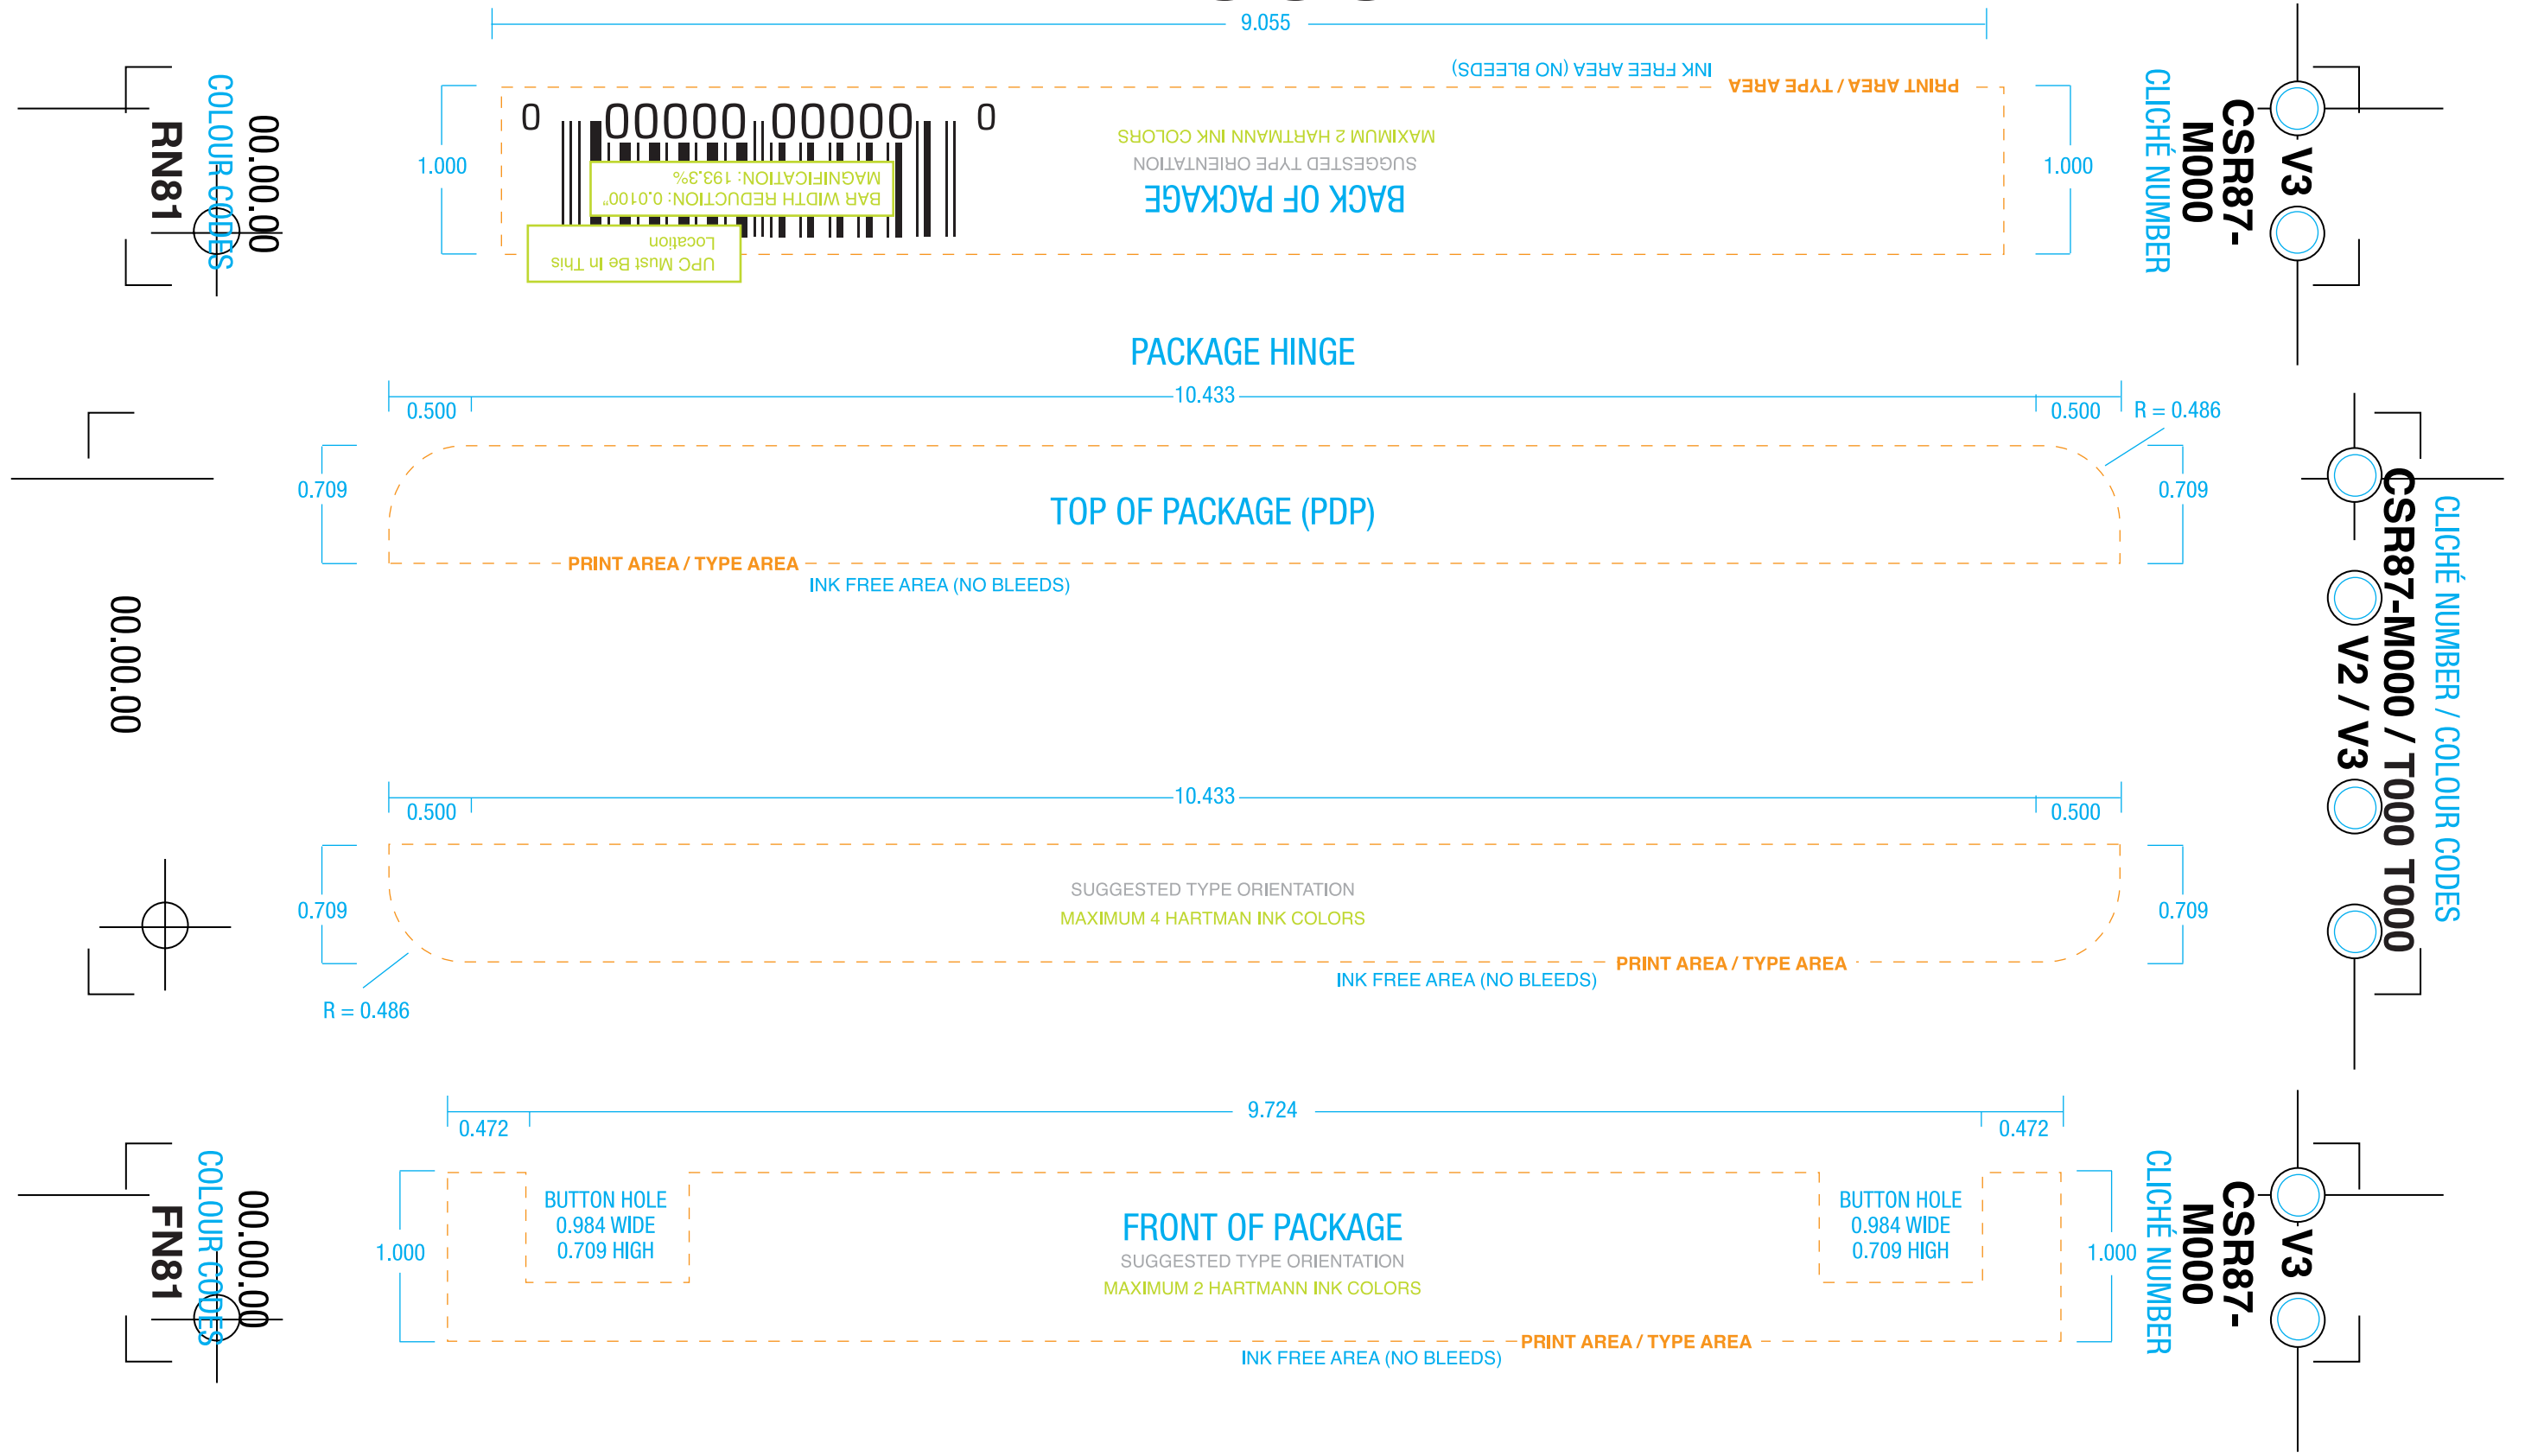 9.055
INK FREE AREA (NO BLEEDS)
PRINT AREA / TYPE AREA
COLOUR CODES
00.00.00
RN81
1.000
0 00000 00000 0
MAGNIFICATION: 193.3%
BAR WIDTH REDUCTION: 0.0100"
UPC Must Be In This
Location
MAXIMUM 2 HARTMANN INK COLORS
SUGGESTED TYPE ORIENTATION
BACK OF PACKAGE
1.000
CLICHÉ NUMBER
CSR87-
M000
V3
PACKAGE HINGE
10.433
0.500
0.500
R = 0.486
0.709
TOP OF PACKAGE (PDP)
0.709
PRINT AREA / TYPE AREA
INK FREE AREA (NO BLEEDS)
00.000.00
CLICHÉ NUMBER / COLOUR CODES
CSR87-M000 / T000 T000
V2 / V3
10.433
0.500
0.500
0.709
SUGGESTED TYPE ORIENTATION
MAXIMUM 4 HARTMAN INK COLORS
0.709
PRINT AREA / TYPE AREA
INK FREE AREA (NO BLEEDS)
R = 0.486
9.724
0.472
0.472
COLOUR CODES
00.00.00
FN81
1.000
BUTTON HOLE
0.984 WIDE
0.709 HIGH
FRONT OF PACKAGE
SUGGESTED TYPE ORIENTATION
MAXIMUM 2 HARTMANN INK COLORS
BUTTON HOLE
0.984 WIDE
0.709 HIGH
1.000
CLICHÉ NUMBER
CSR87-
M000
V3
PRINT AREA / TYPE AREA
INK FREE AREA (NO BLEEDS)